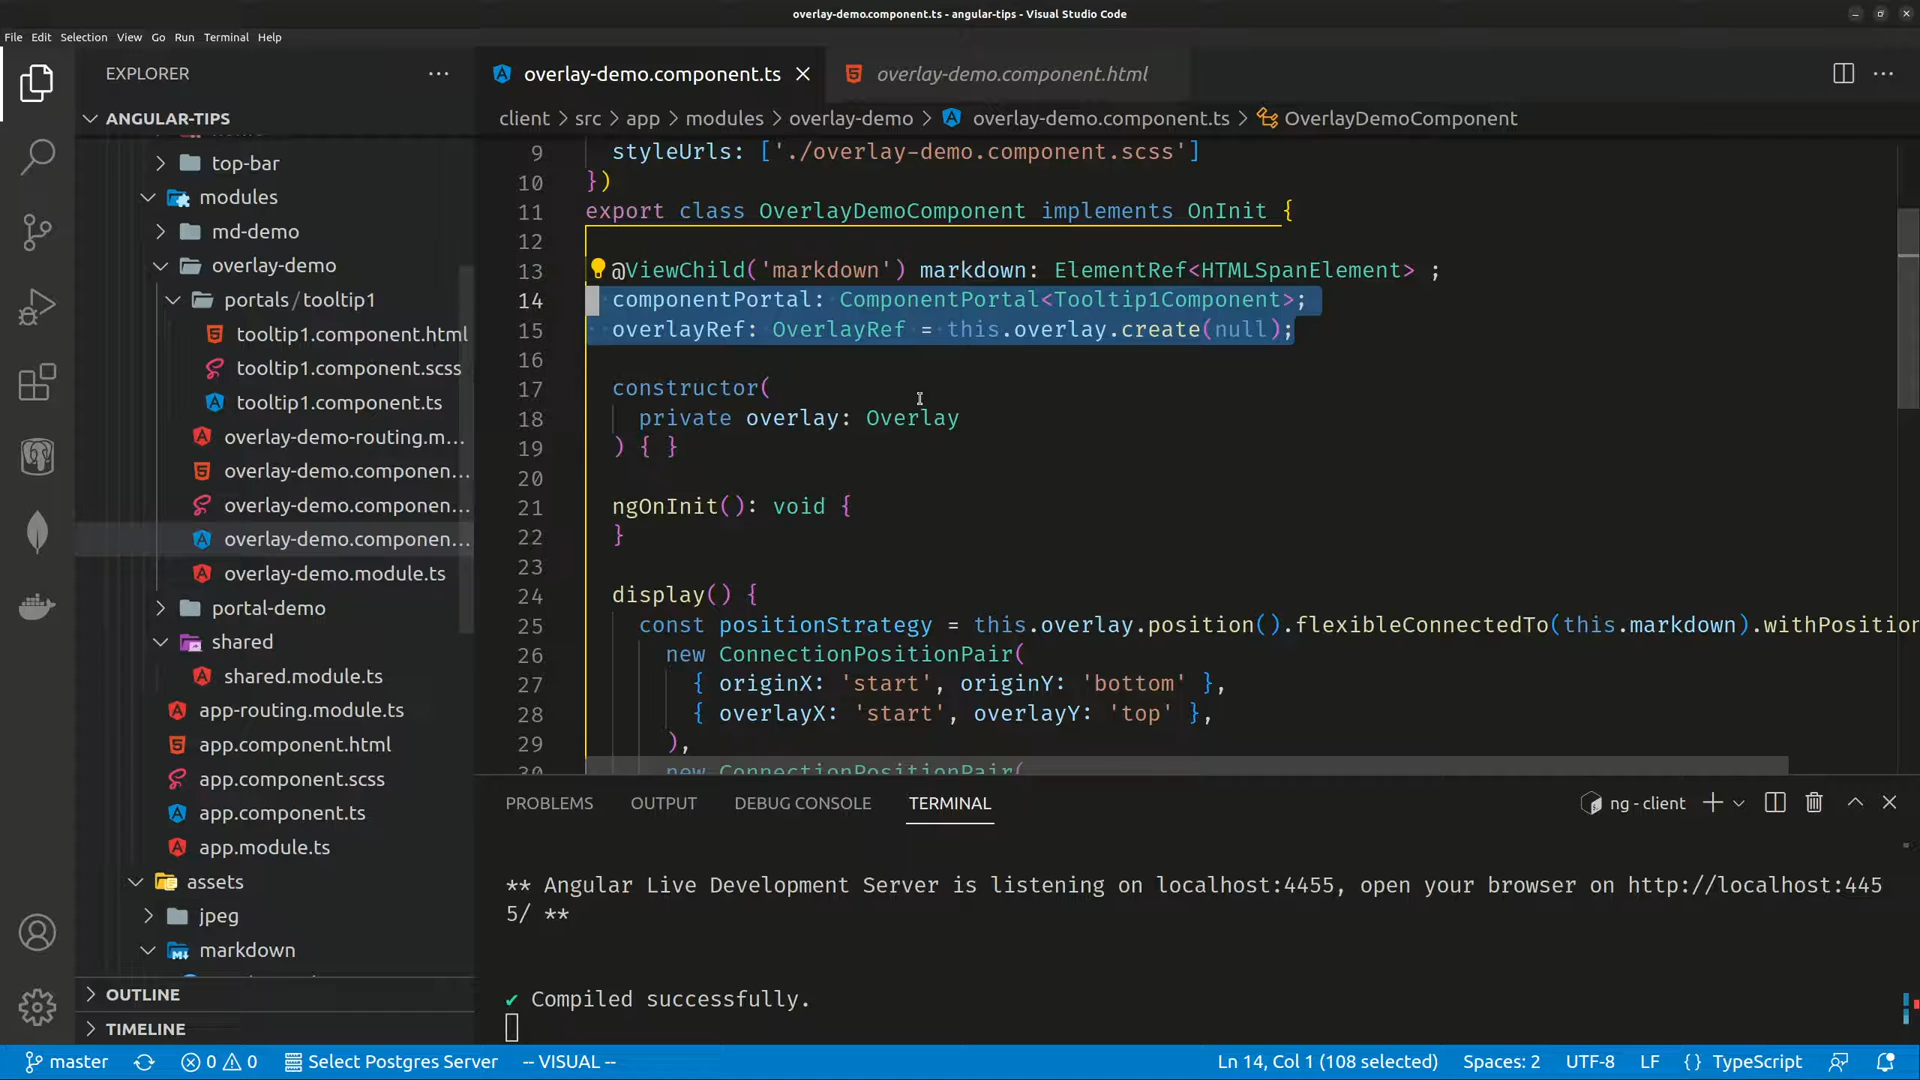 overlay-demo.component.ts - angular-tips - Visual Studio Code
File Edit Selection View Go Run Terminal Help
EXPLORER
ANGULAR-TIPS
top-bar
modules
md-demo
overlay-demo
portals/tooltip1
tooltip1.component.html
tooltip1.component.scss
tooltip1.component.ts
overlay-demo-routing.m...
overlay-demo.componen...
overlay-demo.componen...
overlay-demo.componen...
overlay-demo.module.ts
portal-demo
shared
shared.module.ts
app-routing.module.ts
app.component.html
app.component.scss
app.component.ts
app.module.ts
assets
jpeg
markdown
OUTLINE
TIMELINE
overlay-demo.component.ts overlay-demo.component.html
client > src > app > modules > overlay-demo > overlay-demo.component.ts > OverlayDemoComponent
9 styleUrls: ['./overlay-demo.component.scss']
10 })
11 export class OverlayDemoComponent implements OnInit {
12
13 @ViewChild('markdown') markdown: ElementRef<HTMLSpanElement> ;
14 componentPortal: ComponentPortal<Tooltip1Component>;
15 overlayRef: OverlayRef = this.overlay.create(null);
16
17 constructor(
18 private overlay: Overlay
19 ) { }
20
21 ngOnInit(): void {
22 }
23
24 display() {
25 const positionStrategy = this.overlay.position().flexibleConnectedTo(this.markdown).withPosition
26 new ConnectionPositionPair(
27 { originX: 'start', originY: 'bottom' },
28 { overlayX: 'start', overlayY: 'top' },
29 ),
30 new ConnectionPositionPair(
PROBLEMS OUTPUT DEBUG CONSOLE TERMINAL ng - client
** Angular Live Development Server is listening on localhost:4455, open your browser on http://localhost:445
5/ **
✔ Compiled successfully.
master 0 0 Select Postgres Server -- VISUAL -- Ln 14, Col 1 (108 selected) Spaces: 2 UTF-8 LF {} TypeScript